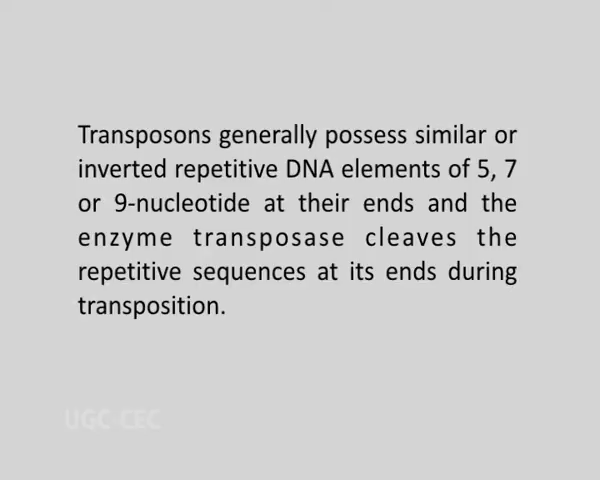 Transposons generally possess similar or
inverted repetitive DNA elements of 5, 7
or 9-nucleotide at their ends and the
enzyme transposase cleaves the
repetitive sequences at its ends during
transposition.
UGC CEC